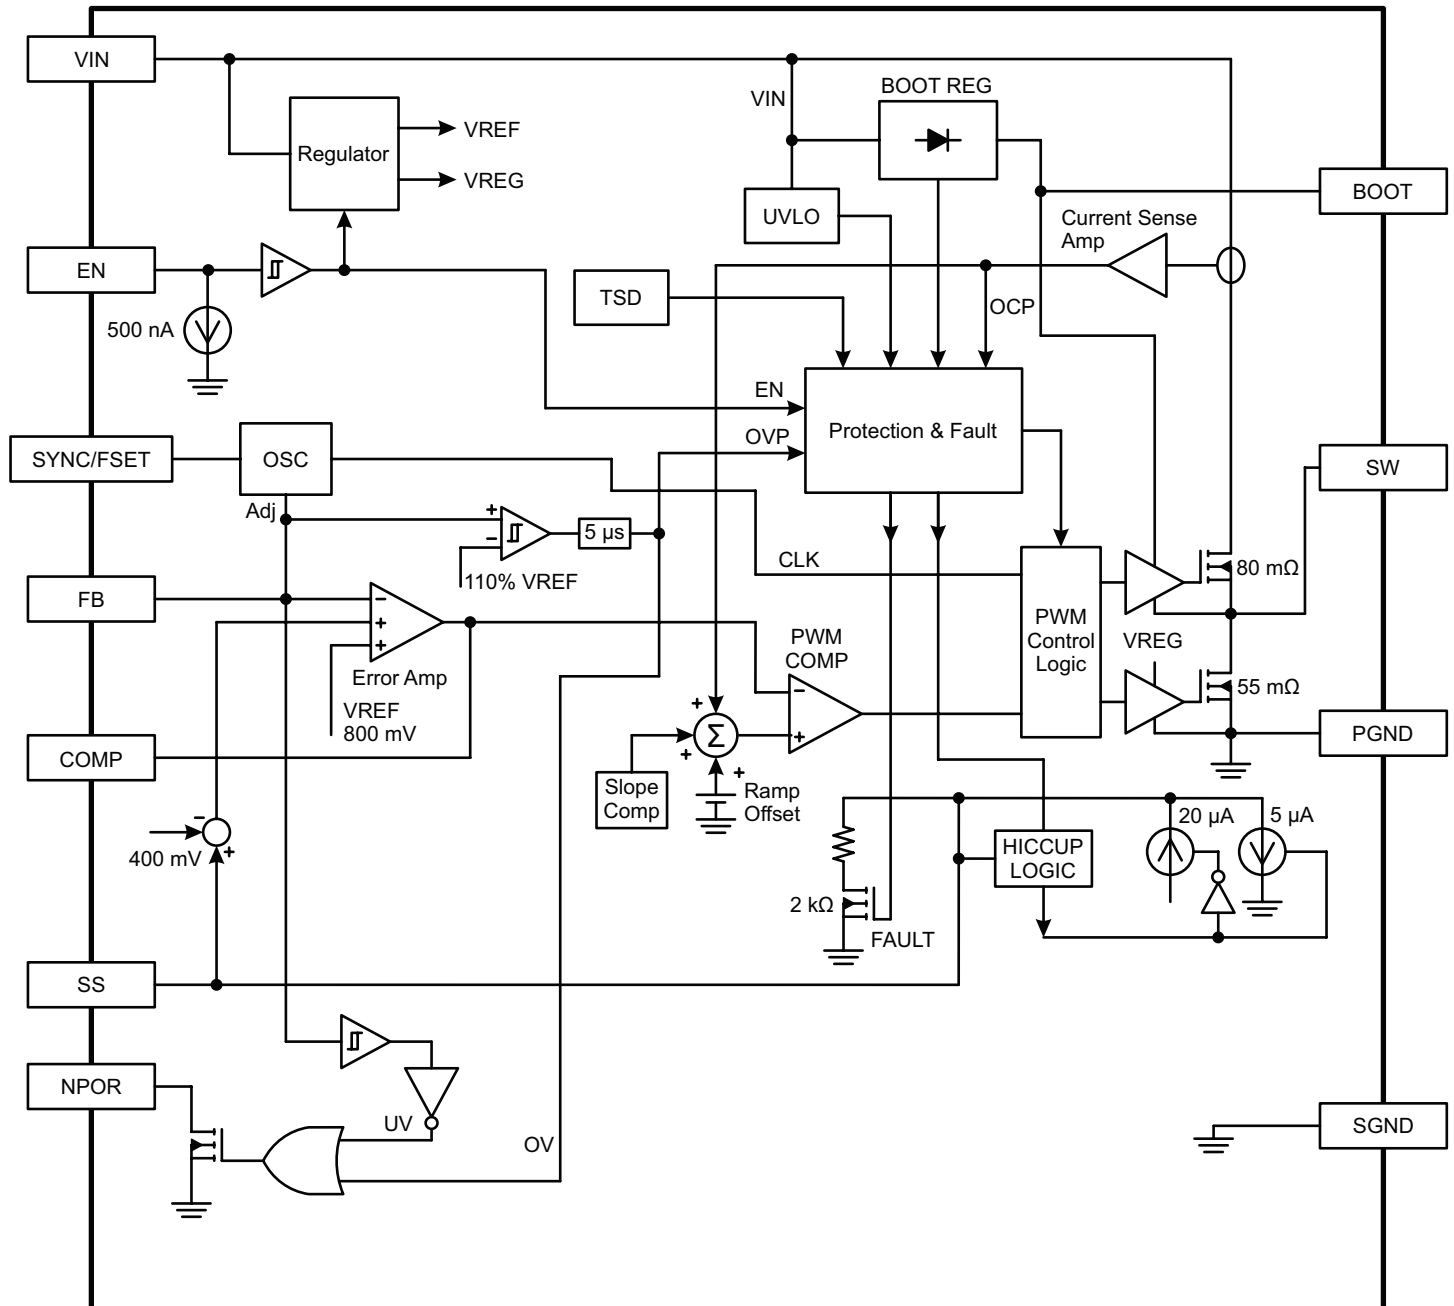 VIN
BOOT REG
VIN
VREF
Regulator
VREG
BOOT
UVLO
Current Sense
Amp
EN
TSD
OCP
500 nA
EN
Protection & Fault
OVP
SYNC/FSET
OSC
SW
Adj
+
−
5 µs
110% VREF
CLK
80 mΩ
FB
−
+
+
Error Amp
VREF
800 mV
PWM
COMP
PWM
Control
Logic
VREG
−
+
55 mΩ
+
Σ
+
+
PGND
COMP
Slope
Comp
Ramp
Offset
−
400 mV
+
20 µA
5 µA
HICCUP
LOGIC
2 kΩ
FAULT
SS
NPOR
UV
OV
SGND